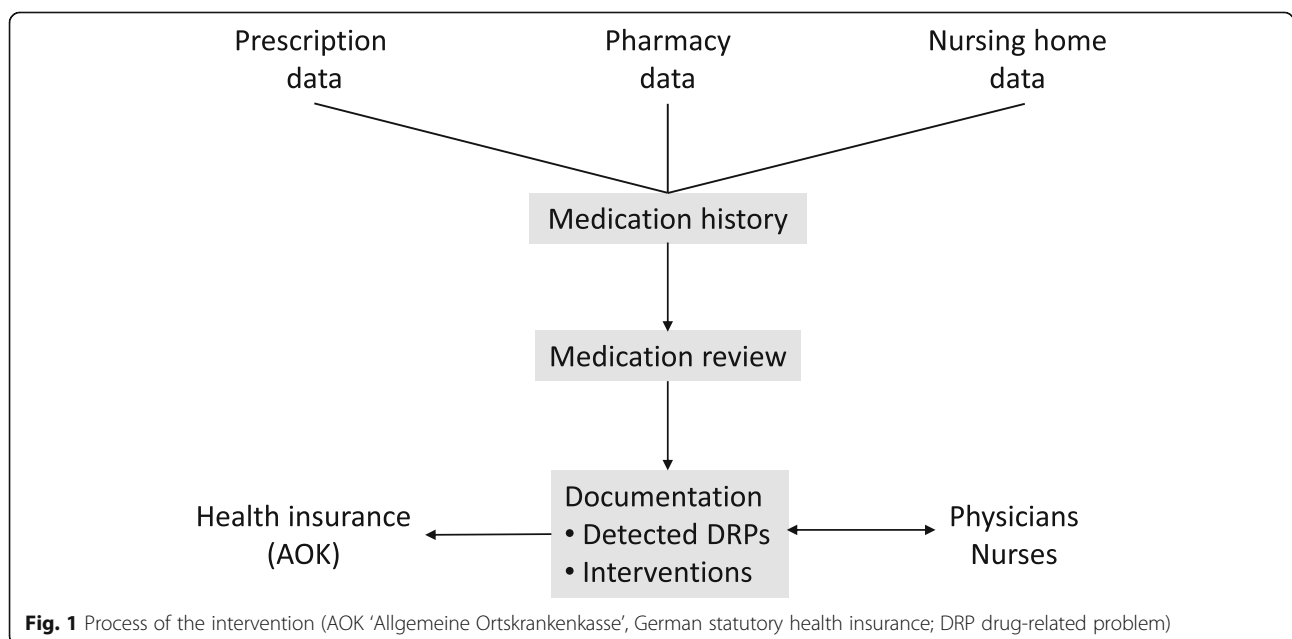 Prescription
data
Pharmacy
data
Nursing home
data
Medication history
Medication review
Documentation
• Detected DRPs
• Interventions
Health insurance
(AOK)
Physicians
Nurses
Fig. 1 Process of the intervention (AOK ‘Allgemeine Ortskrankenkasse’, German statutory health insurance; DRP drug-related problem)